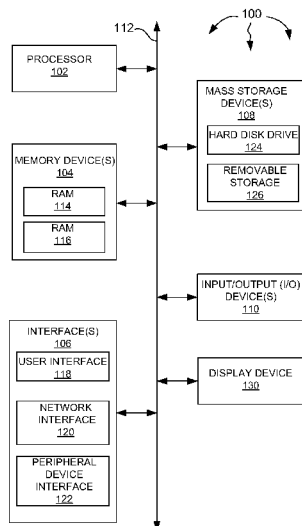 112
100
PROCESSOR
102
MEMORY DEVICE(S)
104
RAM
114
RAM
116
INTERFACE(S)
106
USER INTERFACE
118
NETWORK
INTERFACE
120
PERIPHERAL
DEVICE
INTERFACE
122
MASS STORAGE
DEVICE(S)
108
HARD DISK DRIVE
124
REMOVABLE
STORAGE
126
INPUT/OUTPUT (I/O)
DEVICE(S)
110
DISPLAY DEVICE
130